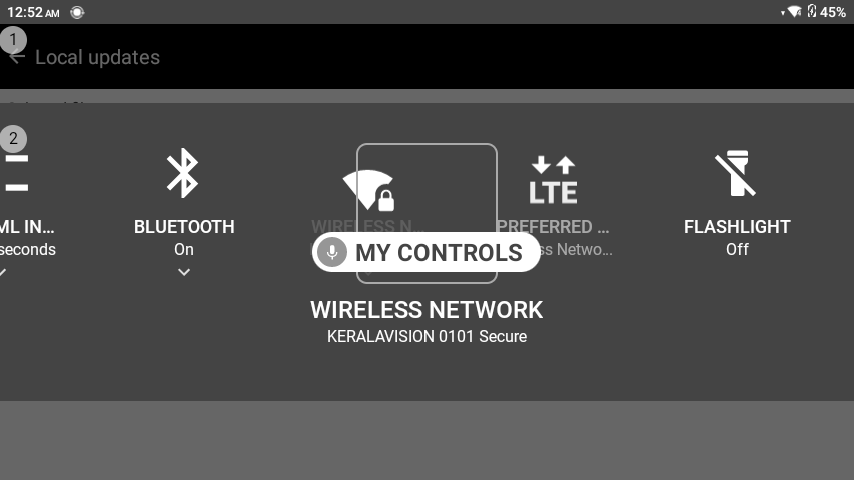 12:52 AM
45%
1
Local updates
2
ML IN...
seconds
BLUETOOTH
On
WIRELESS N...
PREFERRED ...
ss Netwo...
LTE
FLASHLIGHT
Off
MY CONTROLS
WIRELESS NETWORK
KERALAVISION 0101 Secure